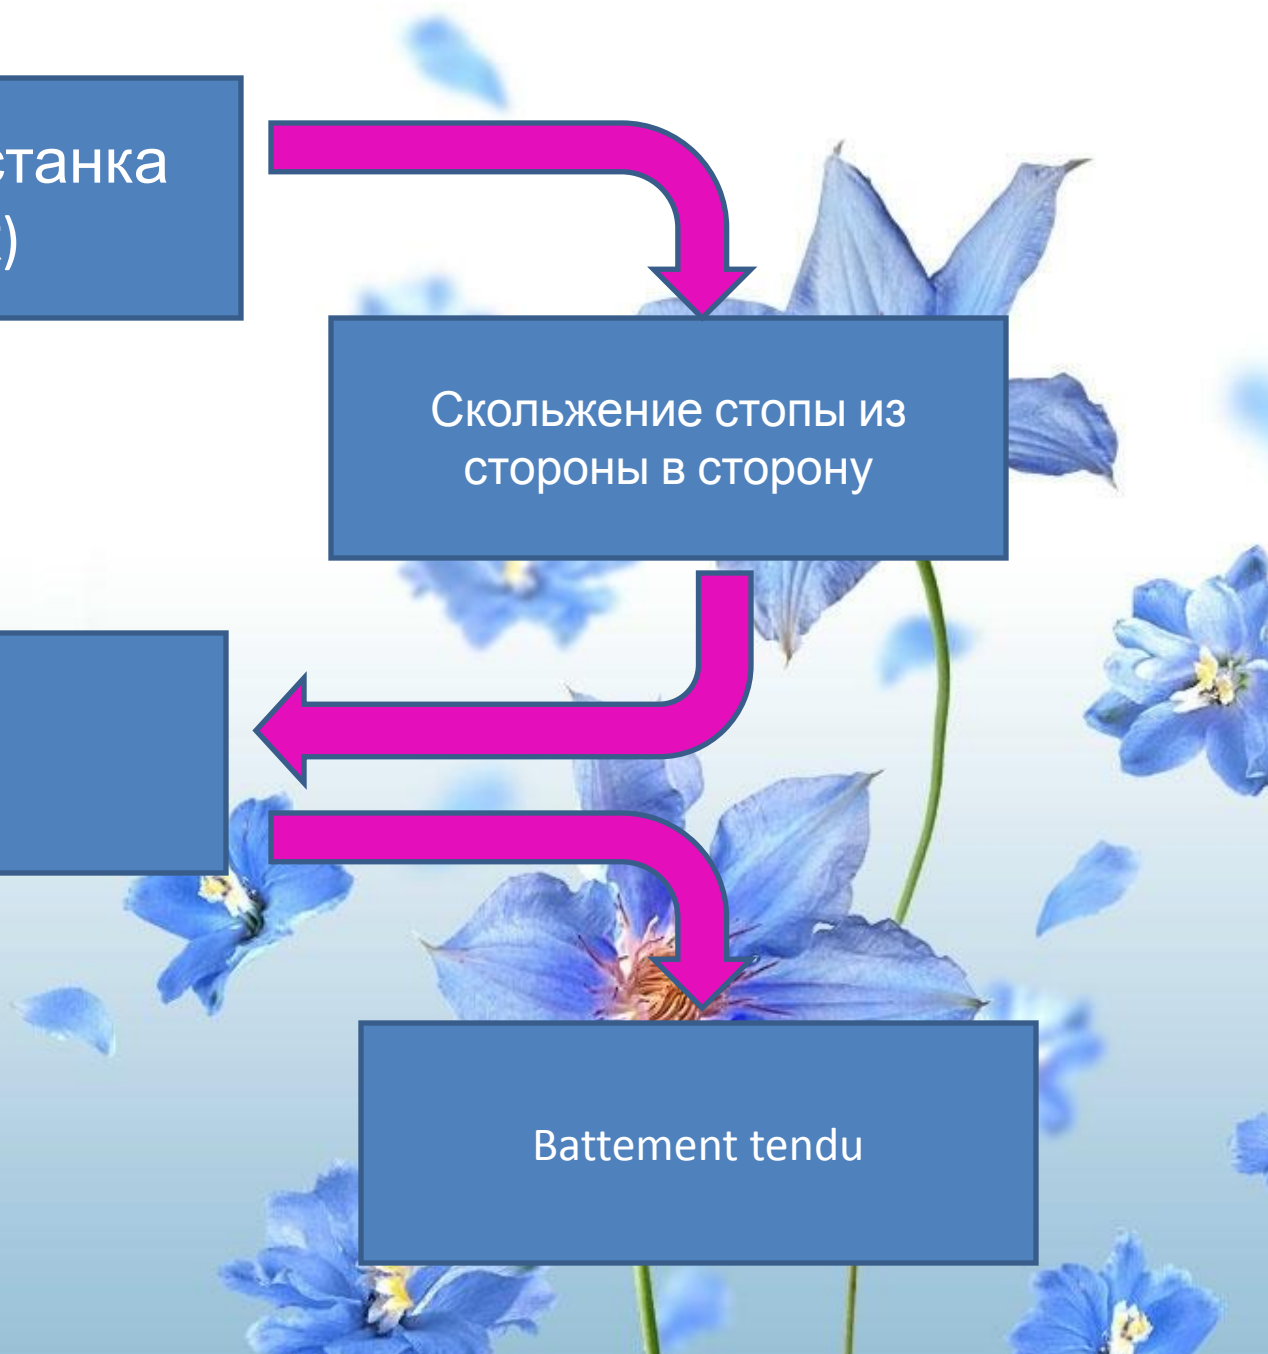 станка
)
Скольжение стопы из
стороны в сторону
Battement tendu